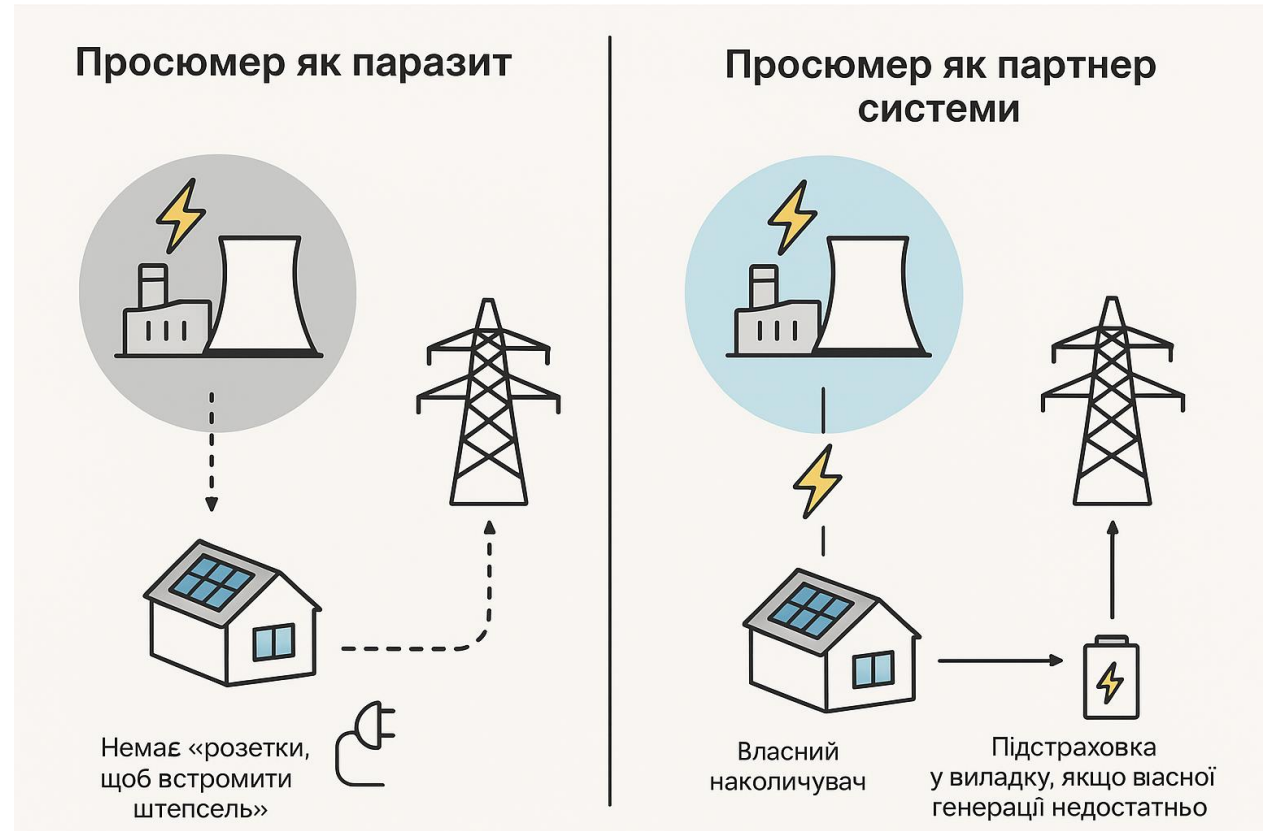 Просюмер як паразит
Немає «розетки,
щоб встромити
штепсель»
Просюмер як партнер
системи
Власний
наколичувач
Підстраховка
у виладку, якщо власної
генерації недостатньо